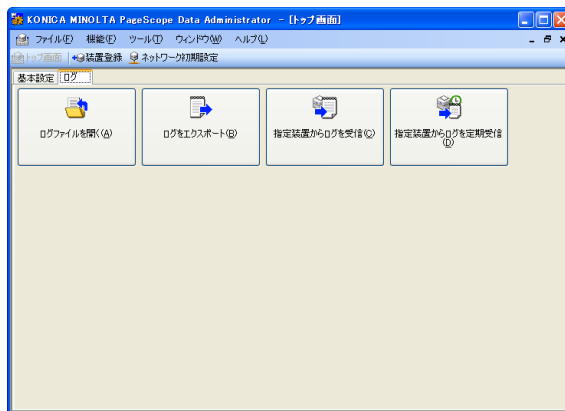 KONICA MINOLTA PageScope Data Administrator - [トップ画面]
ファイル(F) 機能(E) ツール(T) ウィンドウ(W) ヘルプ(L)
トップ画面 装置登録 ネットワーク初期設定
基本設定 ログ
ログファイルを開く(A) ログをエクスポート(B) 指定装置からログを受信(C) 指定装置からログを定期受信
(D)